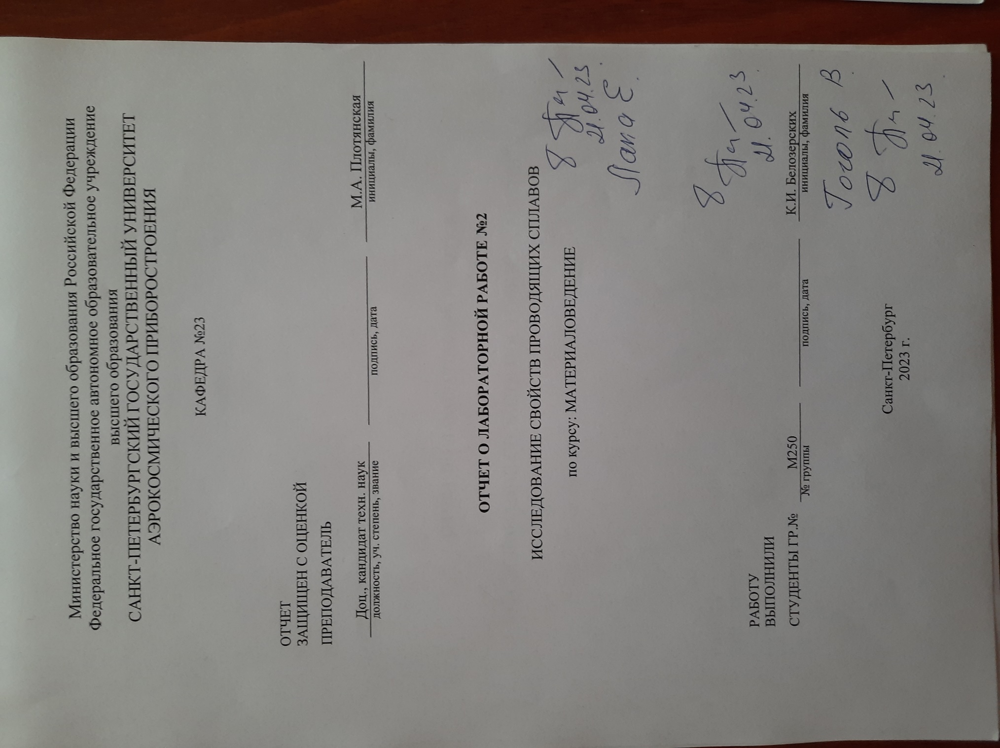 Министерство науки и высшего образования Российской Федерации
Федеральное государственное автономное образовательное учреждение
высшего образования
САНКТ-ПЕТЕРБУРГСКИЙ ГОСУДАРСТВЕННЫЙ УНИВЕРСИТЕТ
АЭРОКОСМИЧЕСКОГО ПРИБОРОСТРОЕНИЯ
КАФЕДРА №23
ОТЧЕТ
ЗАЩИЩЕН С ОЦЕНКОЙ
ПРЕПОДАВАТЕЛЬ
Доц., кандидат техн. наук М.А. Плотянская
должность, уч. степень, звание подпись, дата инициалы, фамилия
ОТЧЕТ О ЛАБОРАТОРНОЙ РАБОТЕ №2
ИССЛЕДОВАНИЕ СВОЙСТВ ПРОВОДЯЩИХ СПЛАВОВ
8
по курсу: МАТЕРИАЛОВЕДЕНИЕ
21.04.23
8
21.04.23
РАБОТУ
ВЫПОЛНИЛИ
СТУДЕНТЫ ГР.№ М250 К.И. Белозерских
№ группы подпись, дата инициалы, фамилия
Гоголь В.
8
Санкт-Петербург
2023 г.
21.04.23